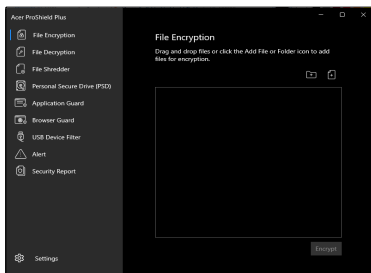 Acer ProShield Plus
File Encryption
File Decryption
File Shredder
Personal Secure Drive (PSD)
Application Guard
Browser Guard
USB Device Filter
Alert
Security Report
Settings
File Encryption
Drag and drop files or click the Add File or Folder icon to add
files for encryption.
Encrypt